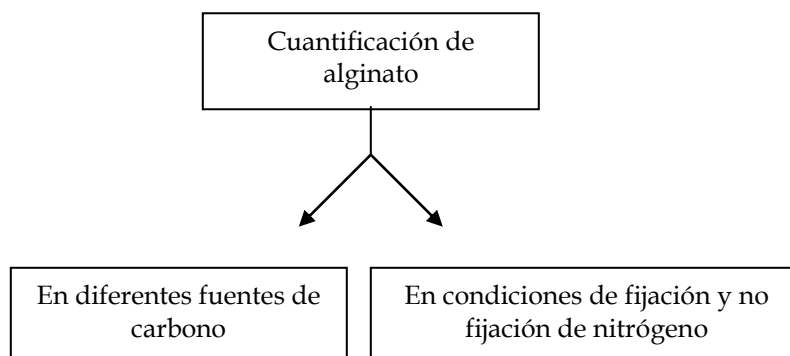 Cuantificación de
alginato
En diferentes fuentes de
carbono
En condiciones de fijación y no
fijación de nitrógeno